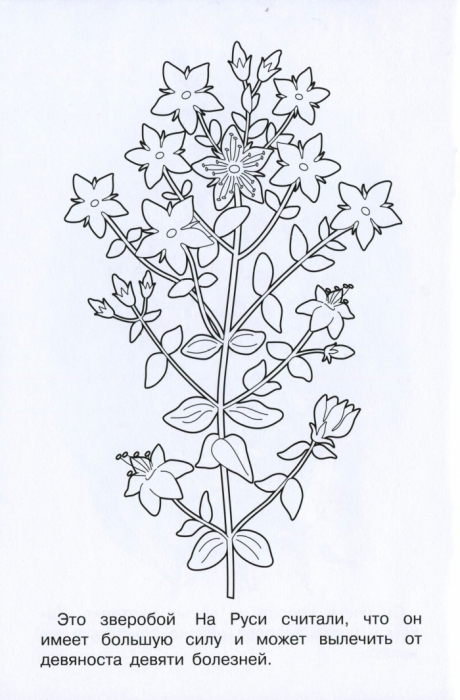 Это зверобой На Руси считали, что он
имеет большую силу и может вылечить от
девяноста девяти болезней.